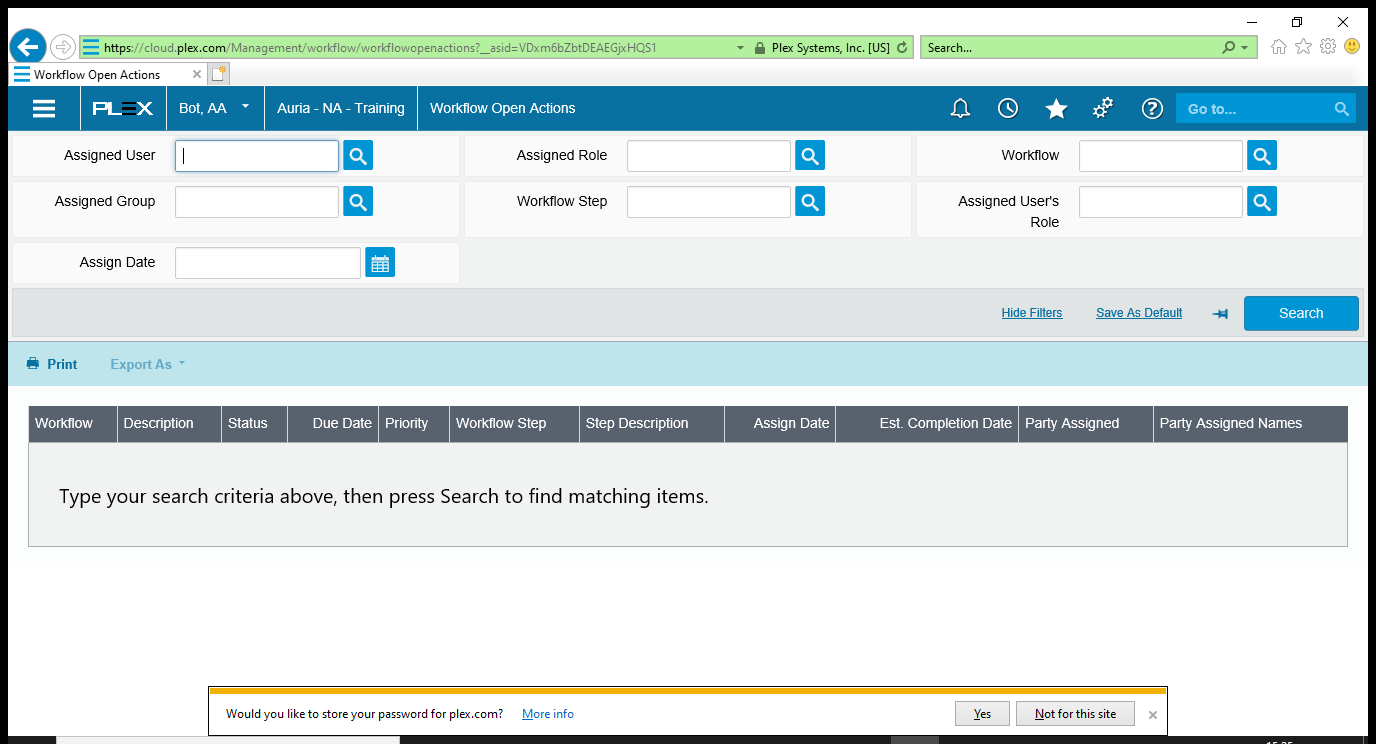 https://cloud.plex.com/Management/workflow/workflowopenactions?__asid=VDxm6bZbtDEAEGjxHQS1 Plex Systems, Inc. [US] Search...
Workflow Open Actions
PLEX Bot, AA Auria - NA - Training Workflow Open Actions Go to...
Assigned User Assigned Role Workflow
Assigned Group Workflow Step Assigned User's
Role
Assign Date
Hide Filters Save As Default Search
Print Export As
Workflow Description Status Due Date Priority Workflow Step Step Description Assign Date Est. Completion Date Party Assigned Party Assigned Names
Type your search criteria above, then press Search to find matching items.
Would you like to store your password for plex.com? More info Yes Not for this site